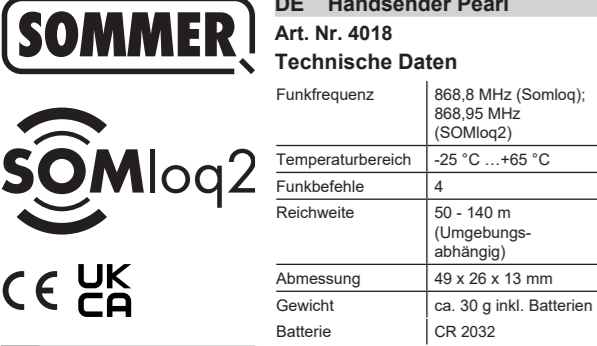 SOMMER
SOMloq2
CE UK
CA
DE Handsender Pearl
Art. Nr. 4018
Technische Daten
Funkfrequenz 868,8 MHz (Somloq);
868,95 MHz
(SOMloq2)
Temperaturbereich -25 °C …+65 °C
Funkbefehle 4
Reichweite 50 - 140 m
(Umgebungs-
abhängig)
Abmessung 49 x 26 x 13 mm
Gewicht ca. 30 g inkl. Batterien
Batterie CR 2032